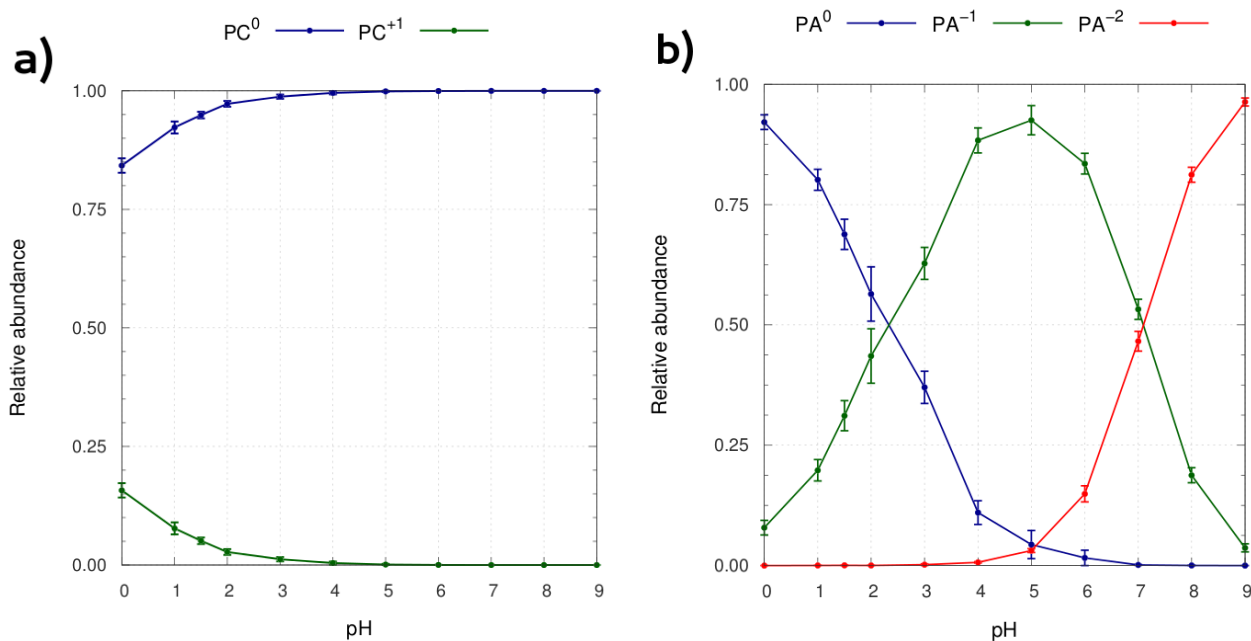 a)
PC⁰ PC⁺¹
1.00
0.75
0.50
0.25
0.00
Relative abundance
0 1 2 3 4 5 6 7 8 9
pH
b)
PA⁰ PA⁻¹ PA⁻²
1.00
0.75
0.50
0.25
0.00
Relative abundance
0 1 2 3 4 5 6 7 8 9
pH